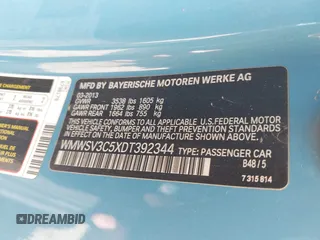 MFD BY BAYERISCHE MOTOREN WERKE AG
03-2013
GVWR 3538 lbs 1605 kg
GAWR FRONT 1962 lbs 890 kg
GAWR REAR 1664 lbs 755 kg
THIS VEHICLE CONFORMS TO ALL APPLICABLE
U.S. FEDERAL MOTOR
VEHICLE SAFETY, BUMPER, AND THEFT PREVENTION
STANDARDS IN EFFECT ON THE DATE OF
MANUFACTURE SHOWN ABOVE.
WMWSV3C5XDT392344 TYPE: PASSENGER CAR
B48/5
7 315 814
DREAMBID